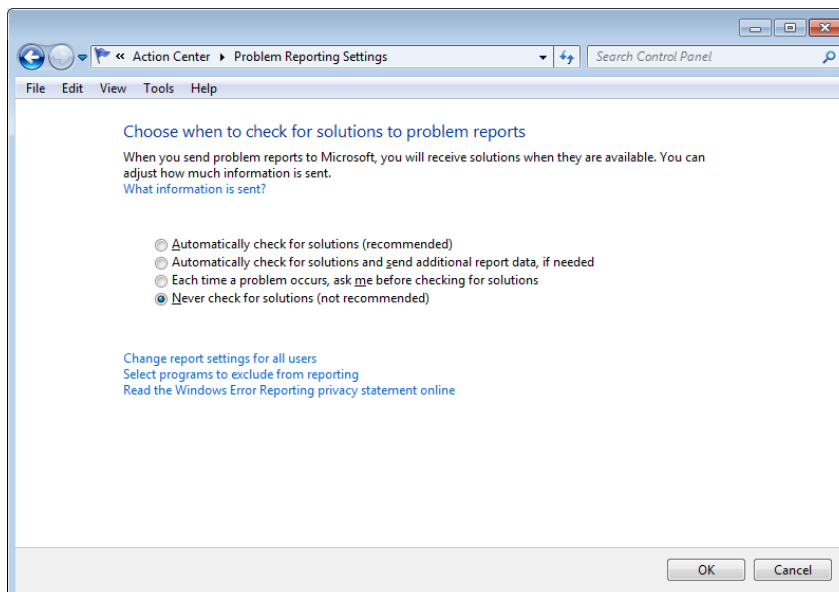 « Action Center ▸ Problem Reporting Settings
Search Control Panel
File Edit View Tools Help
Choose when to check for solutions to problem reports
When you send problem reports to Microsoft, you will receive solutions when they are available. You can
adjust how much information is sent.
What information is sent?
Automatically check for solutions (recommended)
Automatically check for solutions and send additional report data, if needed
Each time a problem occurs, ask me before checking for solutions
Never check for solutions (not recommended)
Change report settings for all users
Select programs to exclude from reporting
Read the Windows Error Reporting privacy statement online
OK Cancel